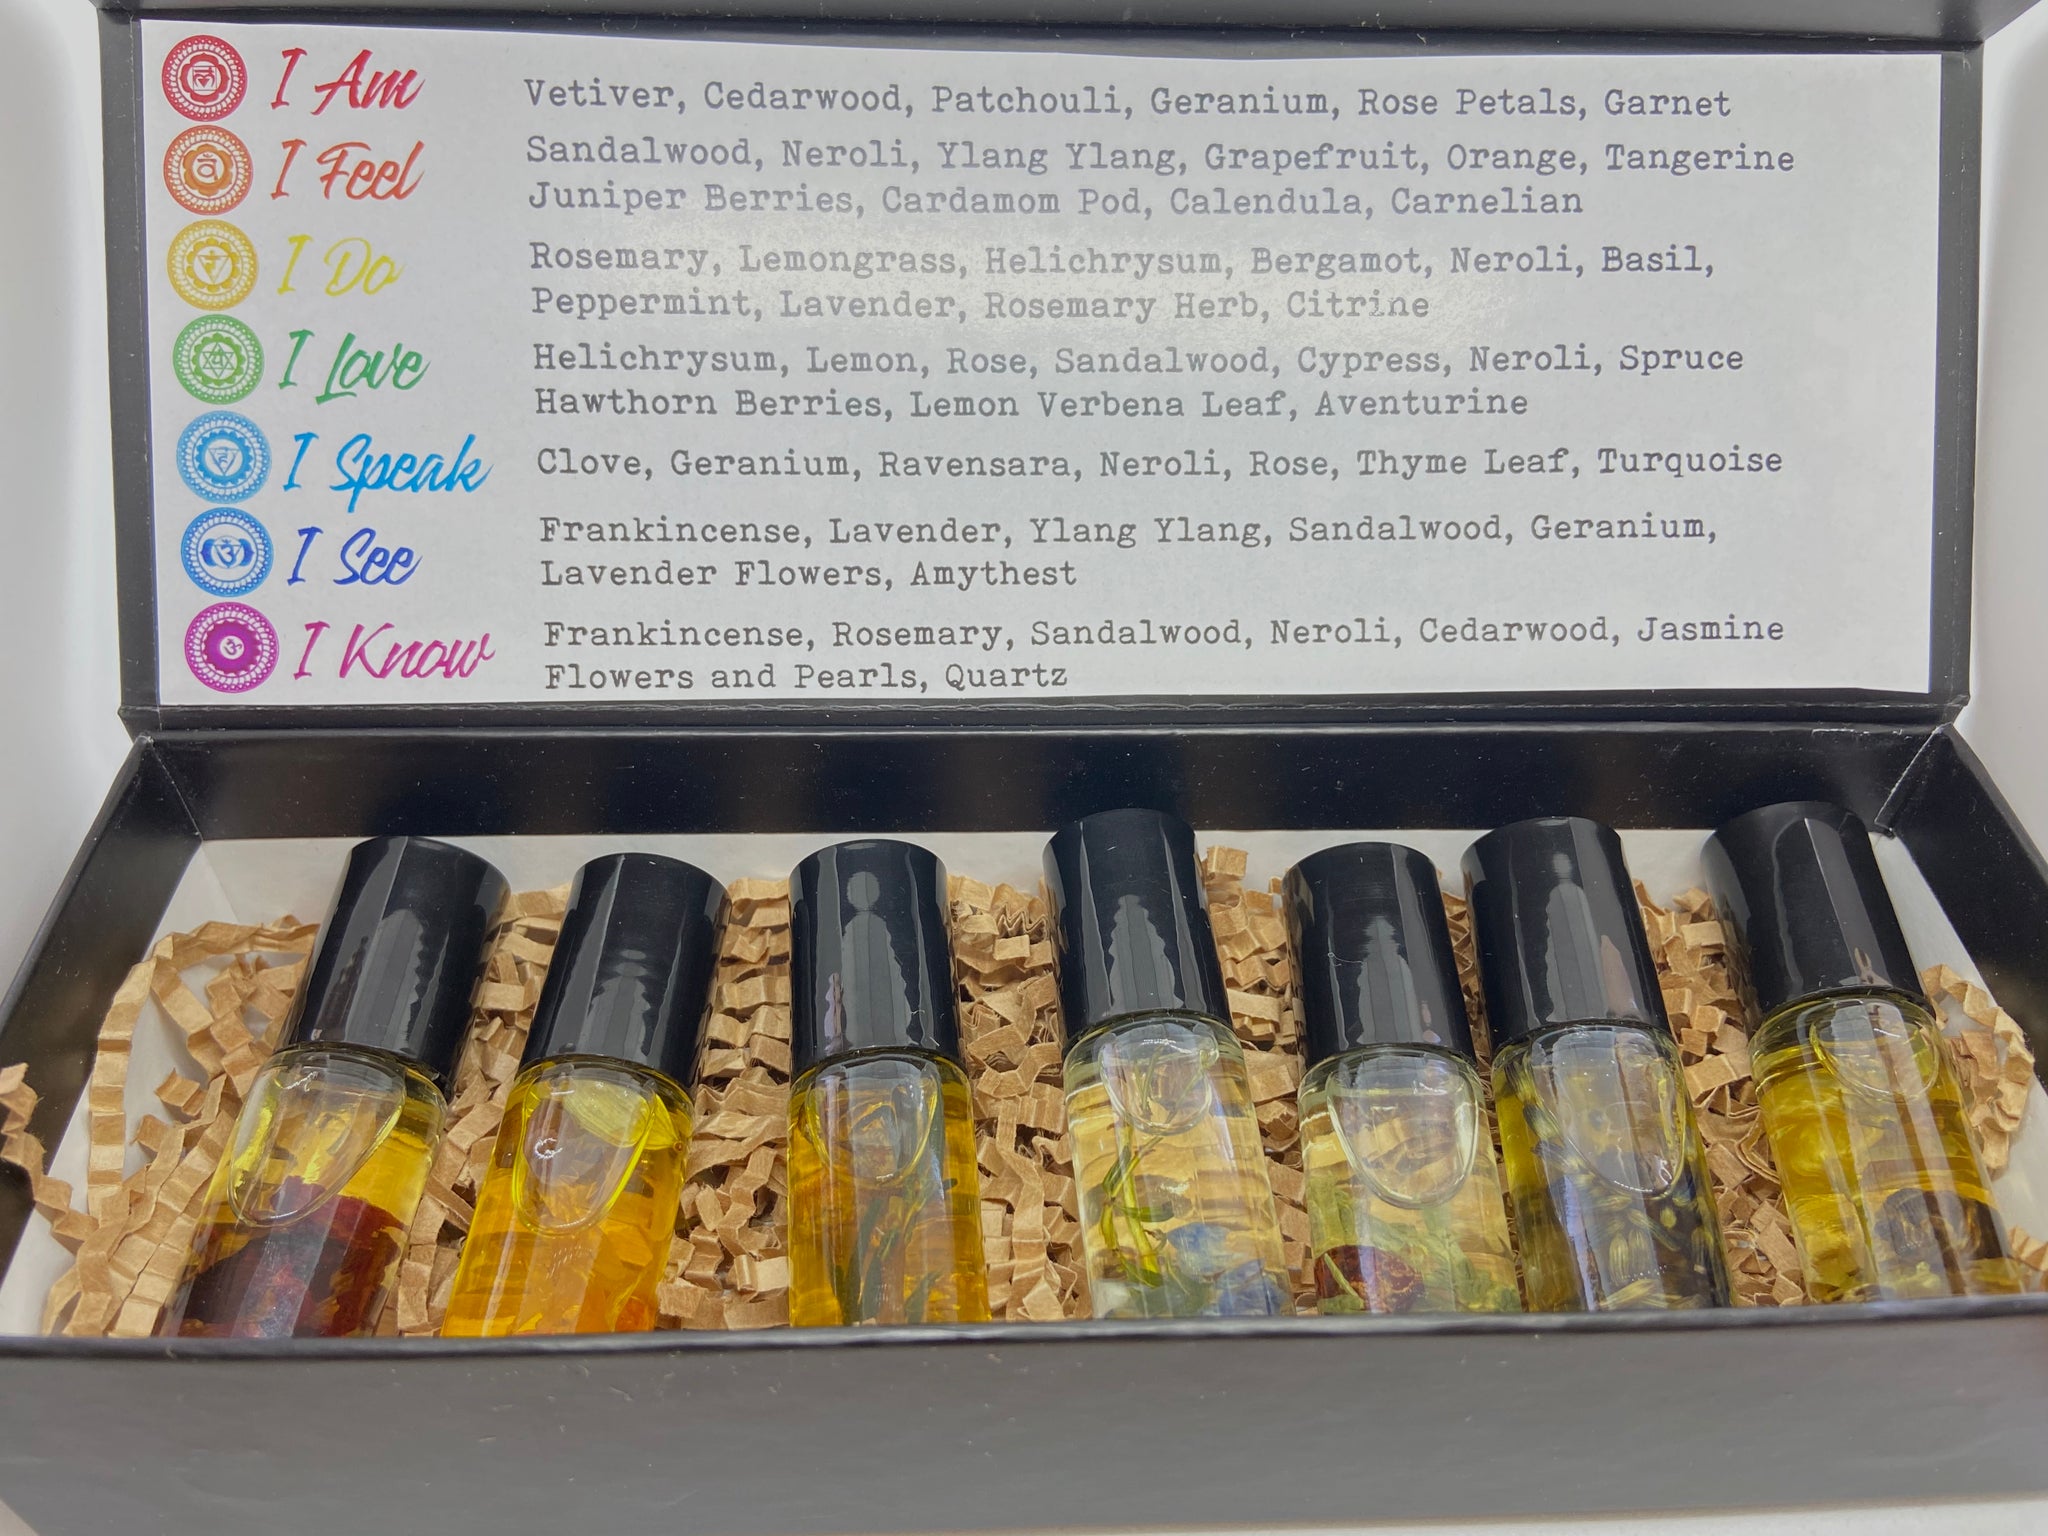 I Am Vetiver, Cedarwood, Patchouli, Geranium, Rose Petals, Garnet
I Feel Sandalwood, Neroli, Ylang Ylang, Grapefruit, Orange, Tangerine
Juniper Berries, Cardamom Pod, Calendula, Carnelian
I Do Rosemary, Lemongrass, Helichrysum, Bergamot, Neroli, Basil,
Peppermint, Lavender, Rosemary Herb, Citrine
I Love Helichrysum, Lemon, Rose, Sandalwood, Cypress, Neroli, Spruce
Hawthorn Berries, Lemon Verbena Leaf, Aventurine
I Speak Clove, Geranium, Ravensara, Neroli, Rose, Thyme Leaf, Turquoise
I See Frankincense, Lavender, Ylang Ylang, Sandalwood, Geranium,
Lavender Flowers, Amythest
I Know Frankincense, Rosemary, Sandalwood, Neroli, Cedarwood, Jasmine
Flowers and Pearls, Quartz